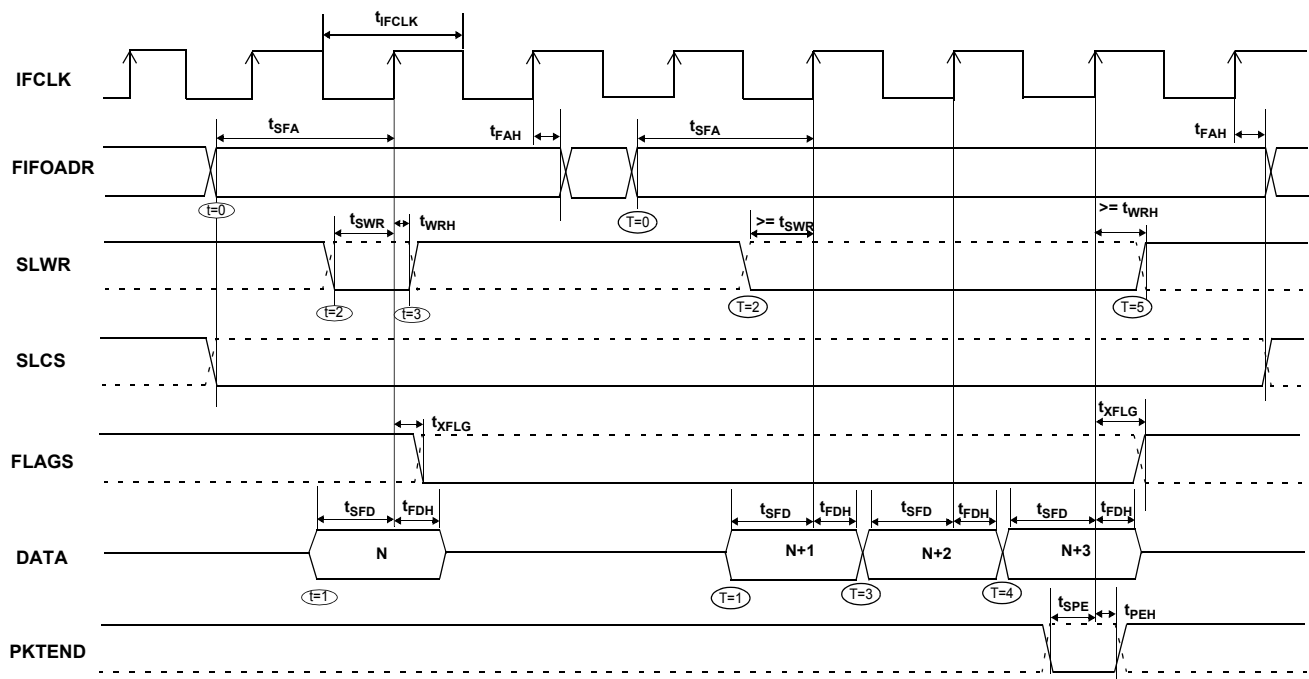 tIFCLK
IFCLK
tSFA
tFAH
tSFA
tFAH
FIFOADR
t=0
T=0
tSWR
tWRH
>= tSWR
>= tWRH
SLWR
t=2
t=3
T=2
T=5
SLCS
tXFLG
tXFLG
FLAGS
tSFD
tFDH
tSFD
tFDH
tSFD
tFDH
tSFD
tFDH
DATA
N
N+1
N+2
N+3
t=1
T=1
T=3
T=4
tSPE
tPEH
PKTEND